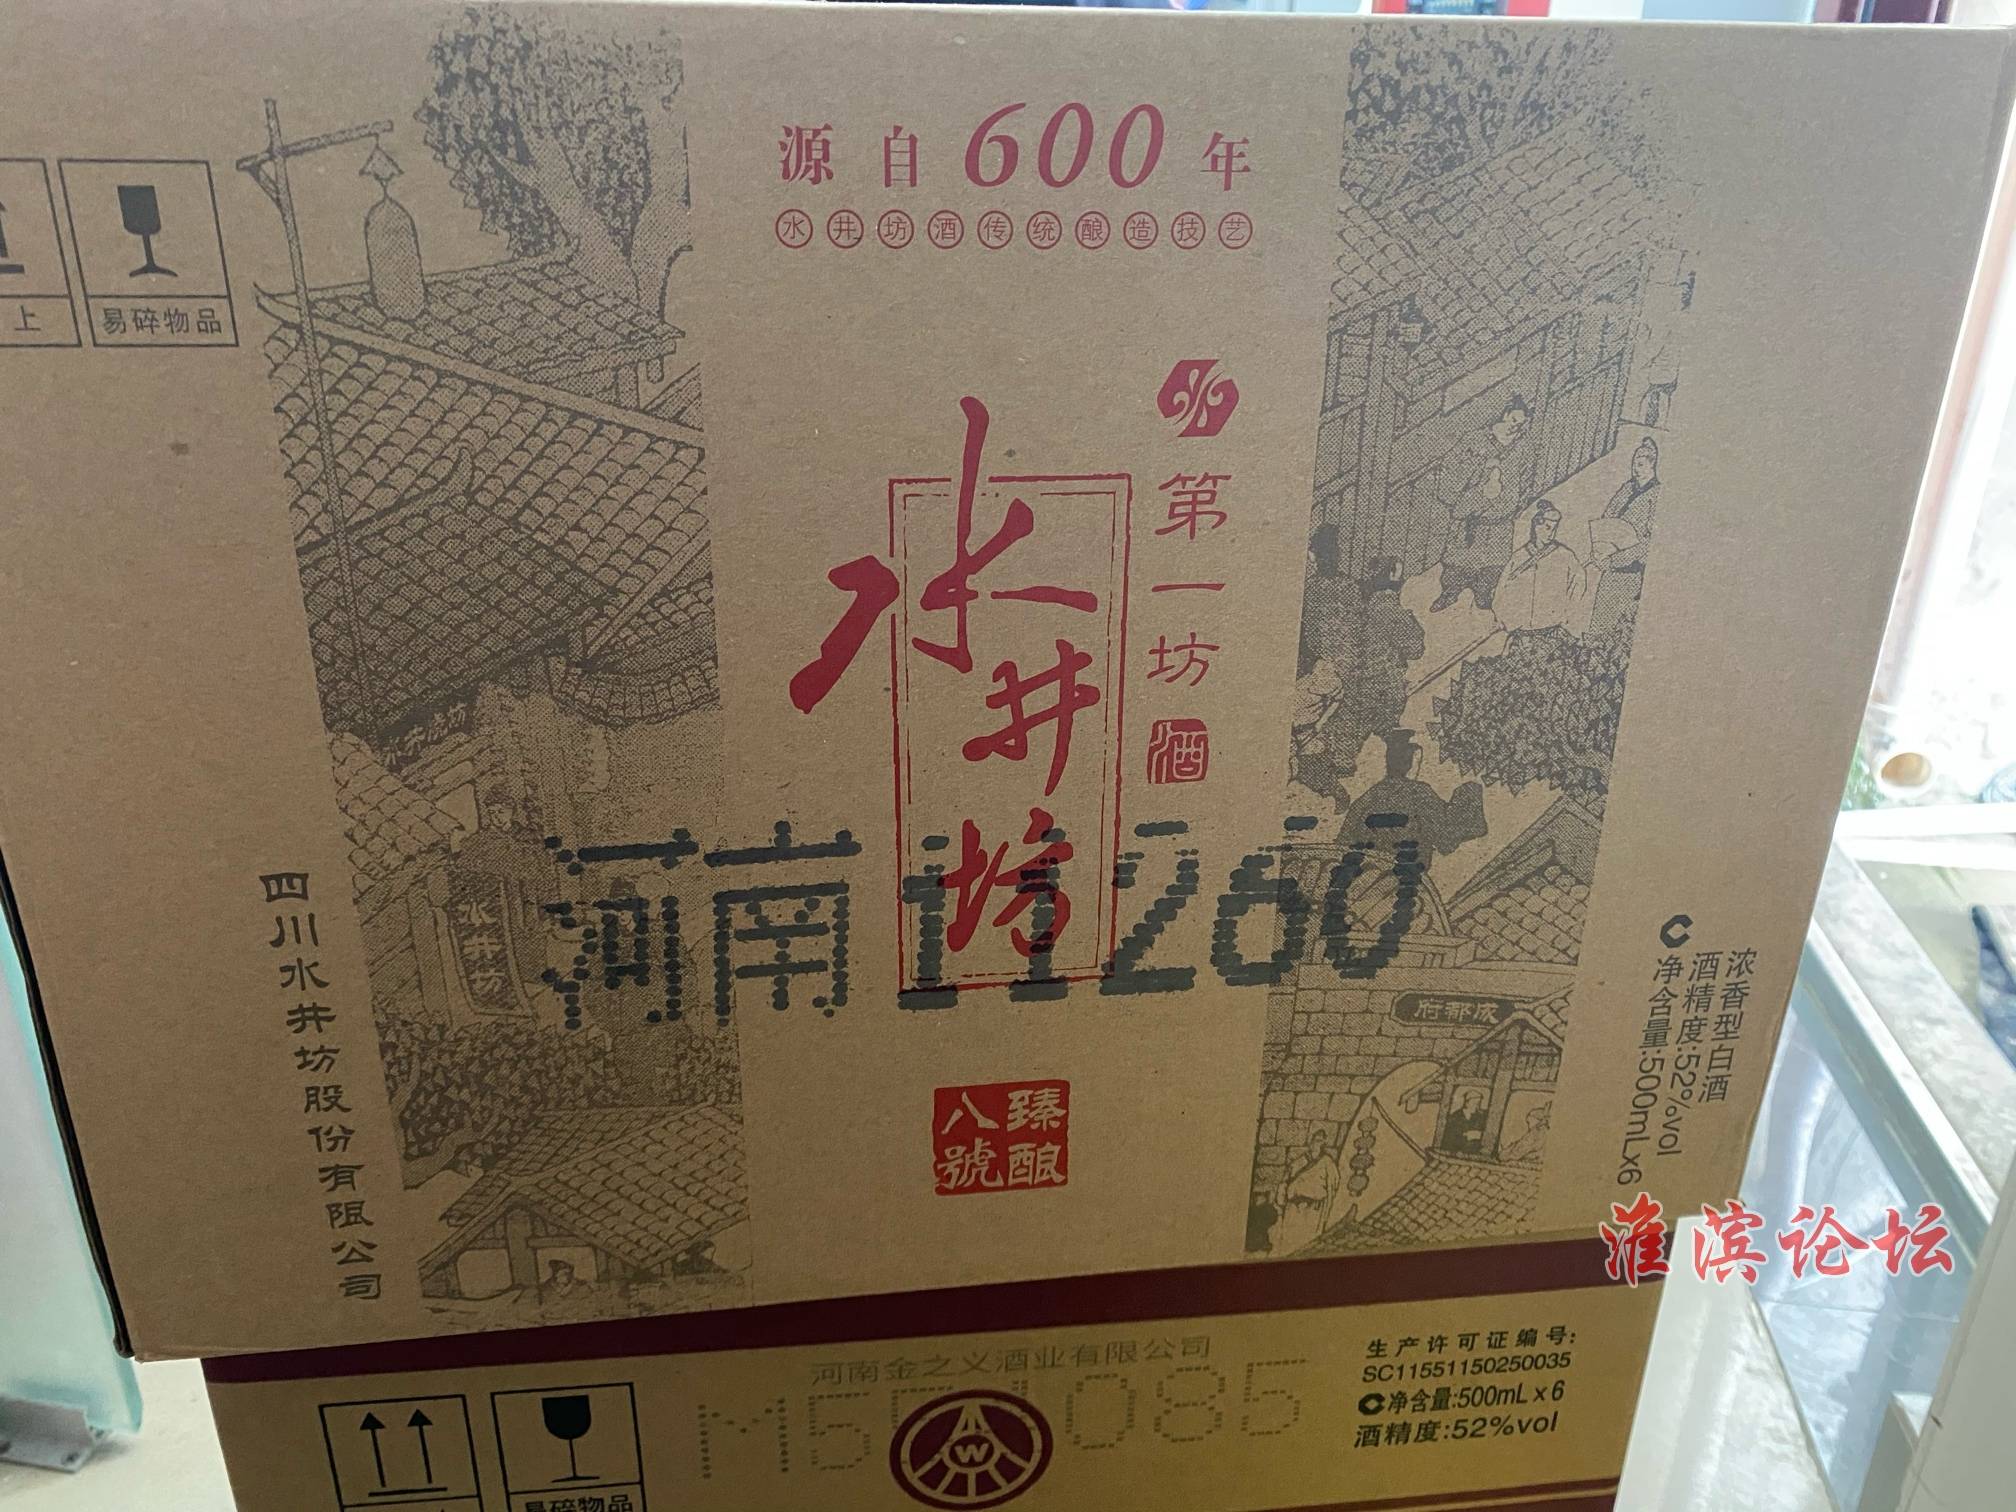 源自600年
水井坊酒传统酿造技艺
上
易碎物品
第一坊
酒
水井坊
水井坊
河南11260
成都府
四川水井坊股份有限公司
浓香型白酒
酒精度:52%vol
净含量:500mLx6
臻酿
八號
淮滨论坛
河南金之义酒业有限公司
生产许可证编号:
SC11551150250035
净含量:500mLx6
酒精度:52%vol
W
易碎物品